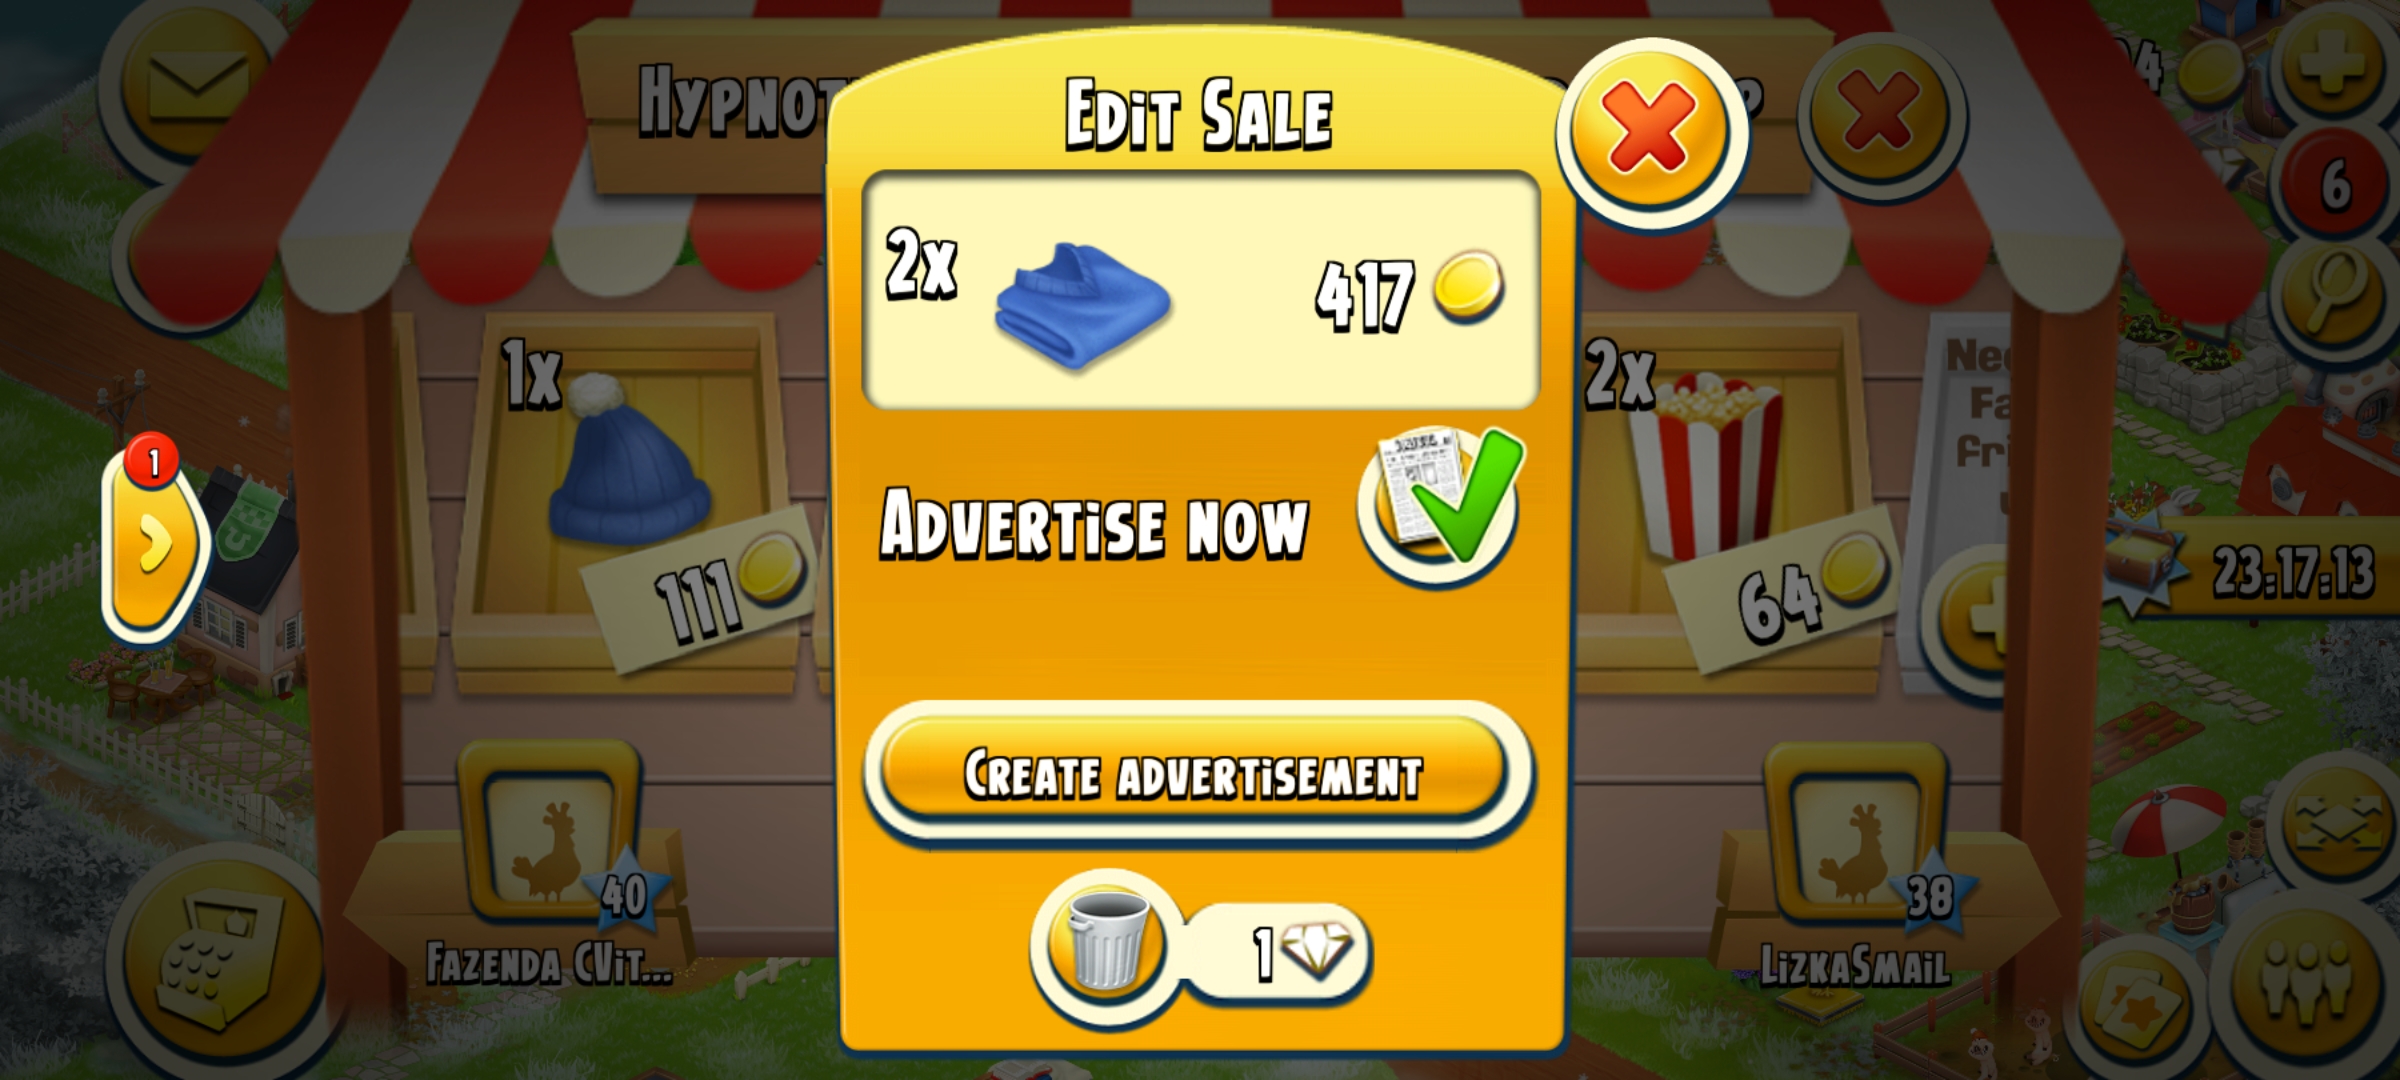 EDIT SALE
2x
417
ADVERTISE NOW
CREATE ADVERTISEMENT
1
1x
111
2x
64
1
6
23:17:13
40
FAZENDA CVIT...
38
LIZKASMAIL